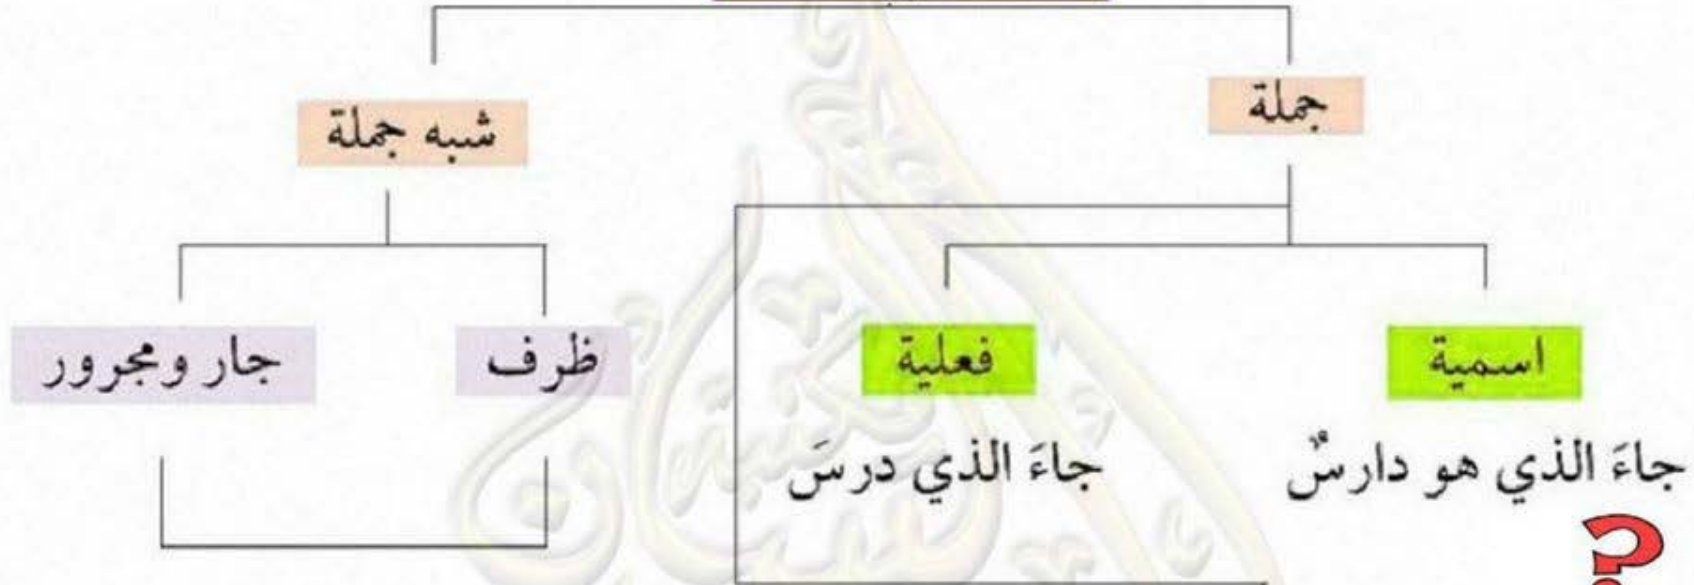 جملة
شبه جملة
اسمية
فعلية
ظرف
جار ومجرور
جاءَ الذي هو دارسٌ
جاءَ الذي درسَ
?